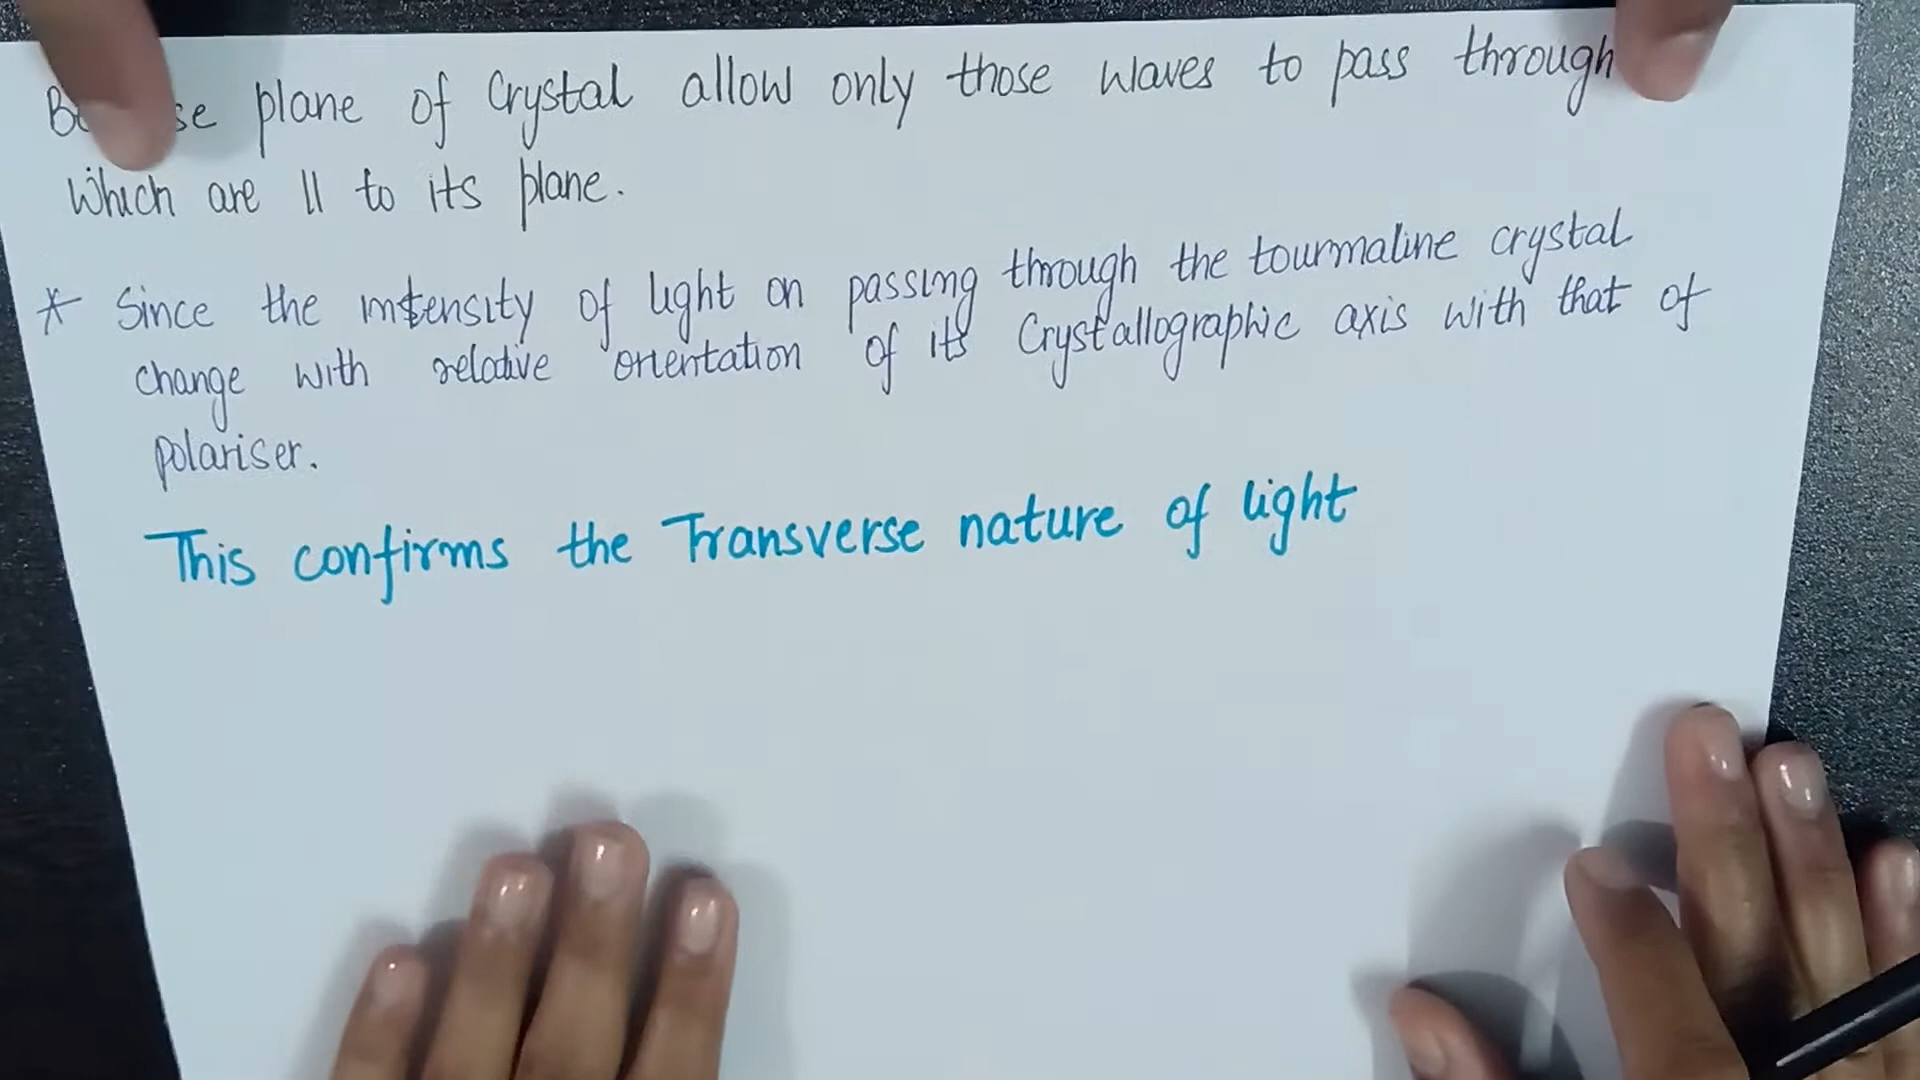 plane of Crystal allow only those waves to pass through
Which are ll to its plane.
* Since the intensity of light on passing through the tourmaline crystal
change with relative orientation of its Crystallographic axis with that of
polariser.
This confirms the Transverse nature of light